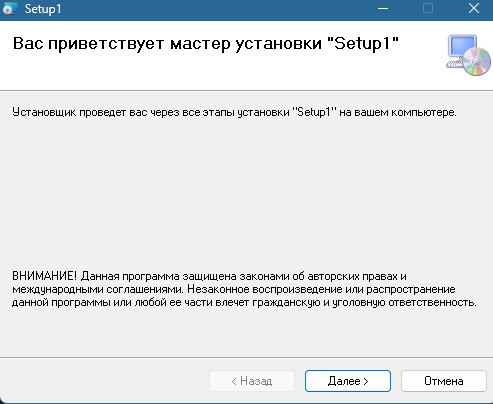 Setup1
Вас приветствует мастер установки "Setup1"
Установщик проведет вас через все этапы установки "Setup1" на вашем компьютере.
ВНИМАНИЕ! Данная программа защищена законами об авторских правах и
международными соглашениями. Незаконное воспроизведение или распространение
данной программы или любой ее части влечет гражданскую и уголовную ответственность.
< Назад
Далее >
Отмена